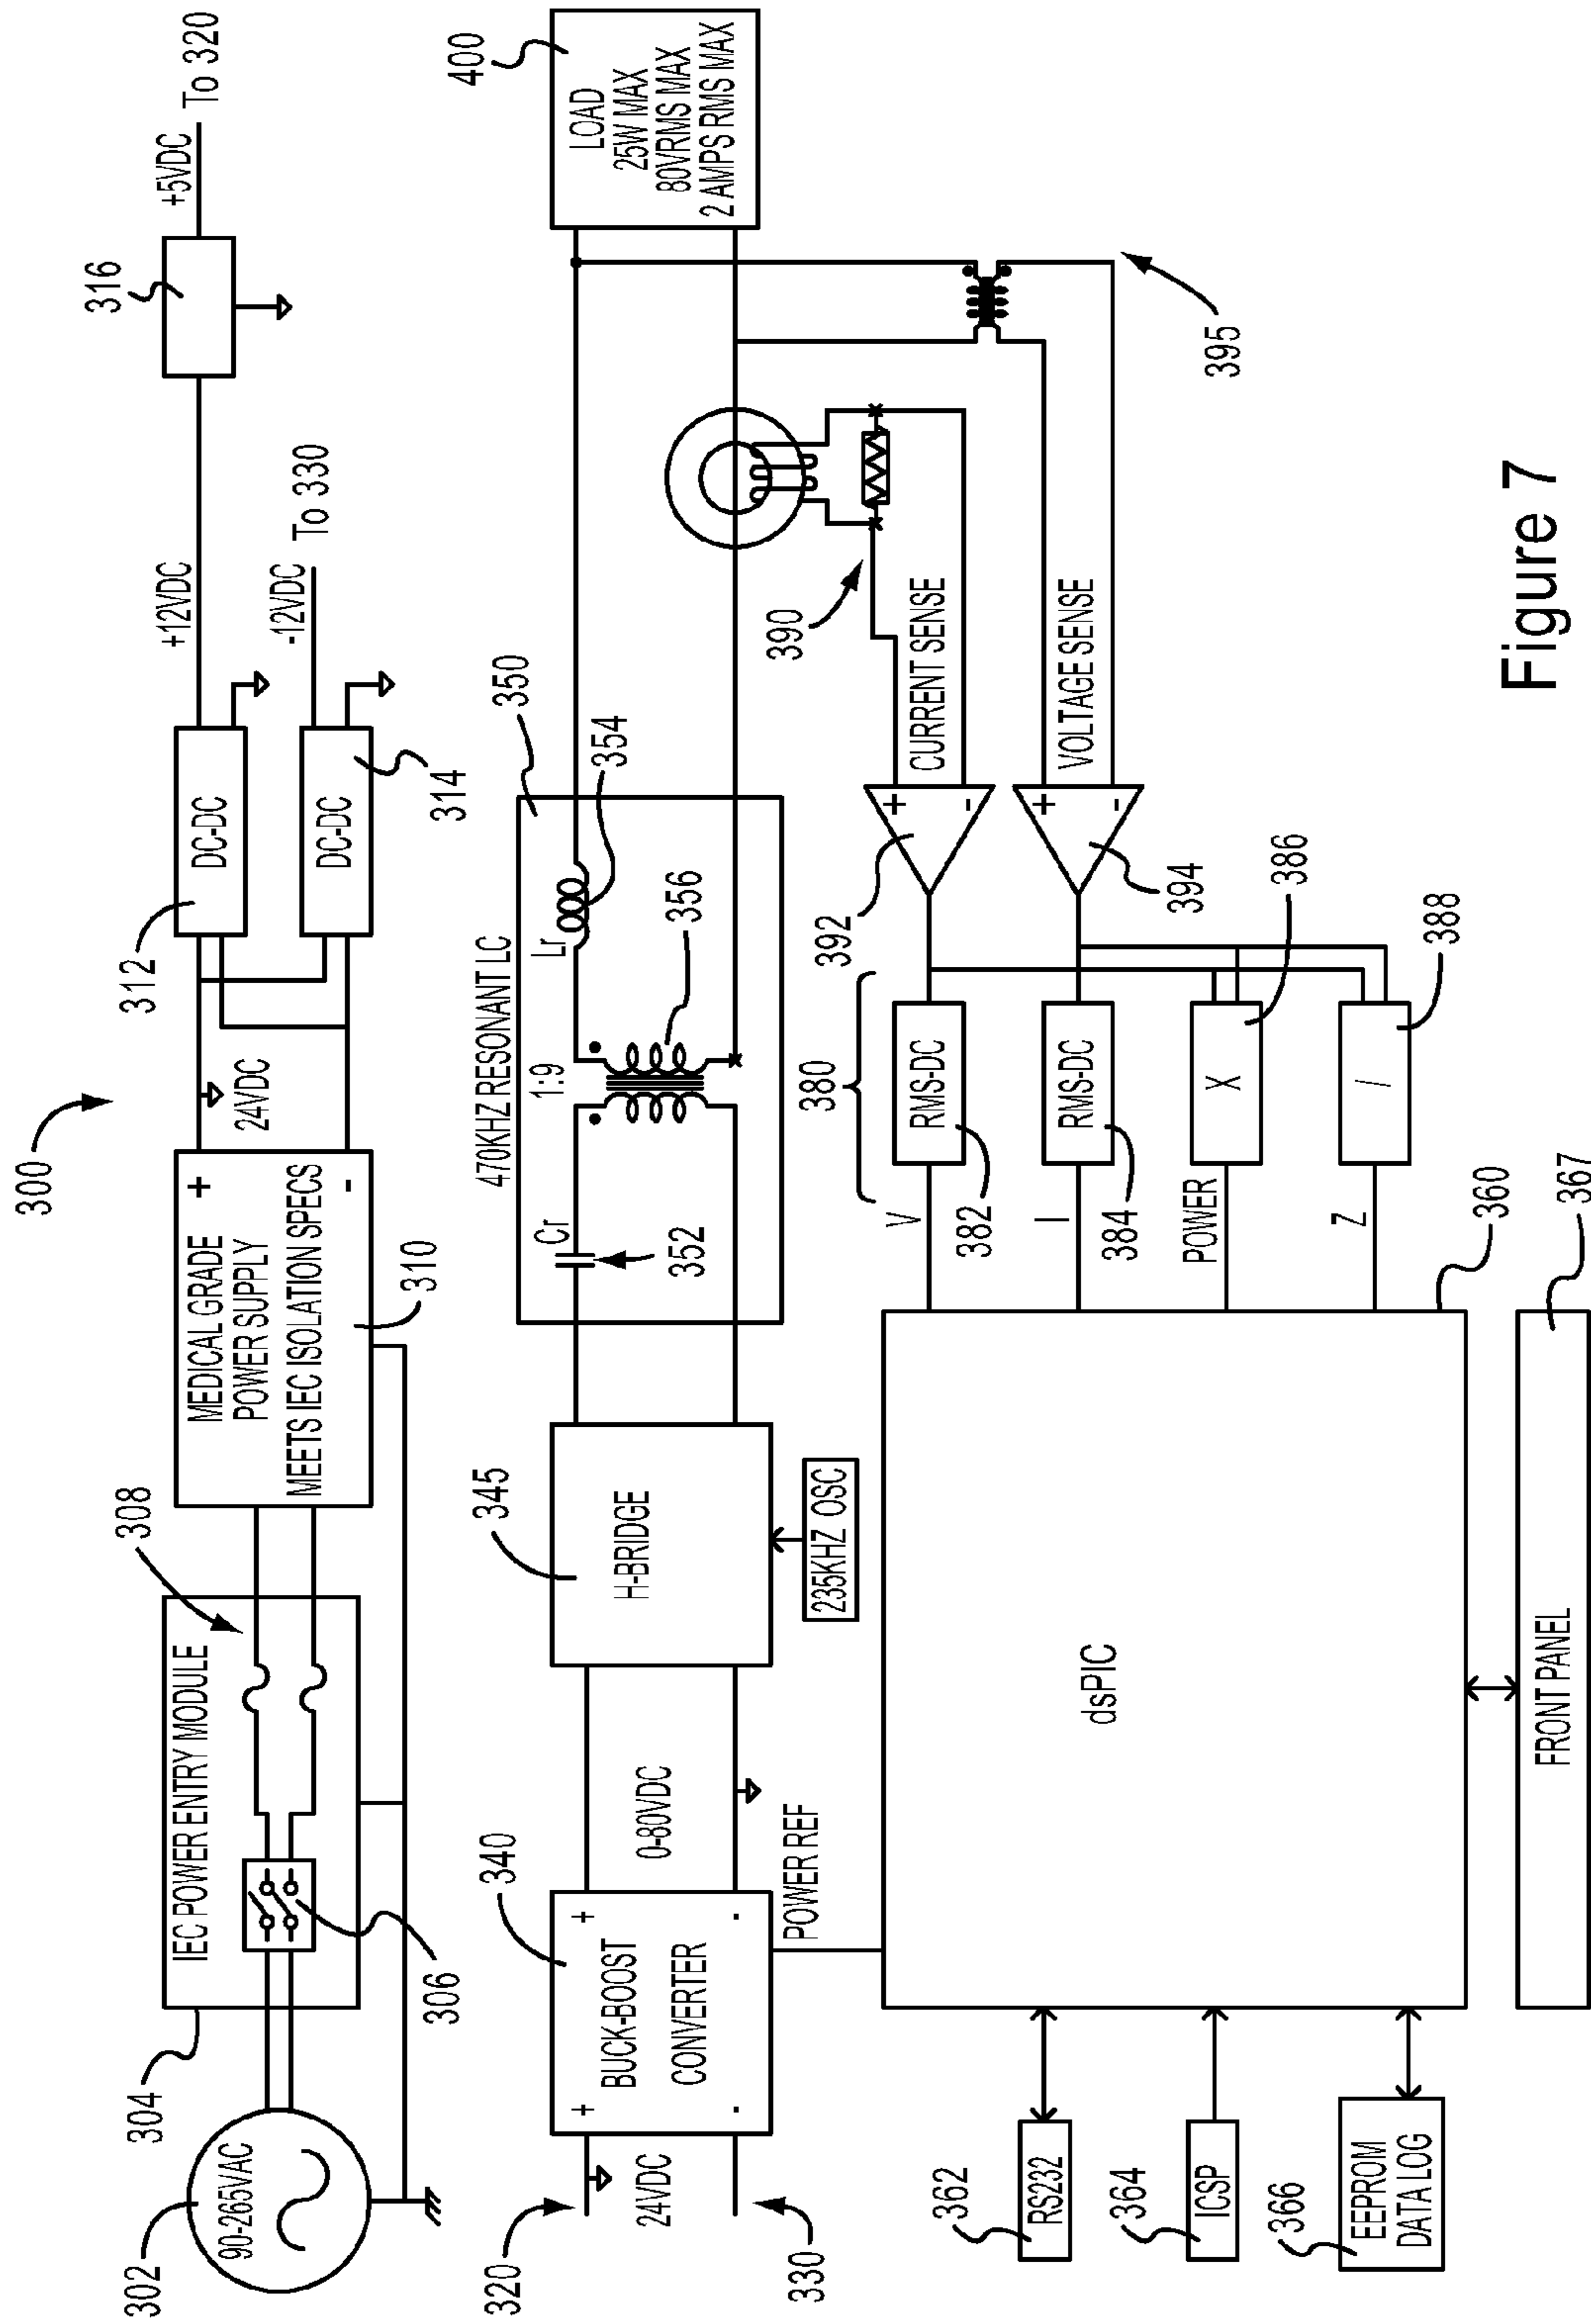 300
302
90-265VAC
304
IEC POWER ENTRY MODULE
306
308
MEDICAL GRADE
POWER SUPPLY
MEETS IEC ISOLATION SPECS
+
-
310
24VDC
312
DC-DC
DC-DC
314
+12VDC
-12VDC
To 330
316
+5VDC
To 320
320
24VDC
330
+
-
BUCK-BOOST
CONVERTER
+
-
340
0-80VDC
POWER REF
345
H-BRIDGE
235KHZ OSC
470KHZ RESONANT LC
350
Cr
352
1:9
Lr
354
356
400
LOAD
25W MAX
80VRMS MAX
2 AMPS RMS MAX
390
395
CURRENT SENSE
VOLTAGE SENSE
+
-
392
+
-
394
380
RMS-DC
382
V
RMS-DC
384
I
X
386
POWER
/
388
Z
360
dsPIC
362
RS232
364
ICSP
366
EEPROM
DATA LOG
367
FRONT PANEL
Figure 7